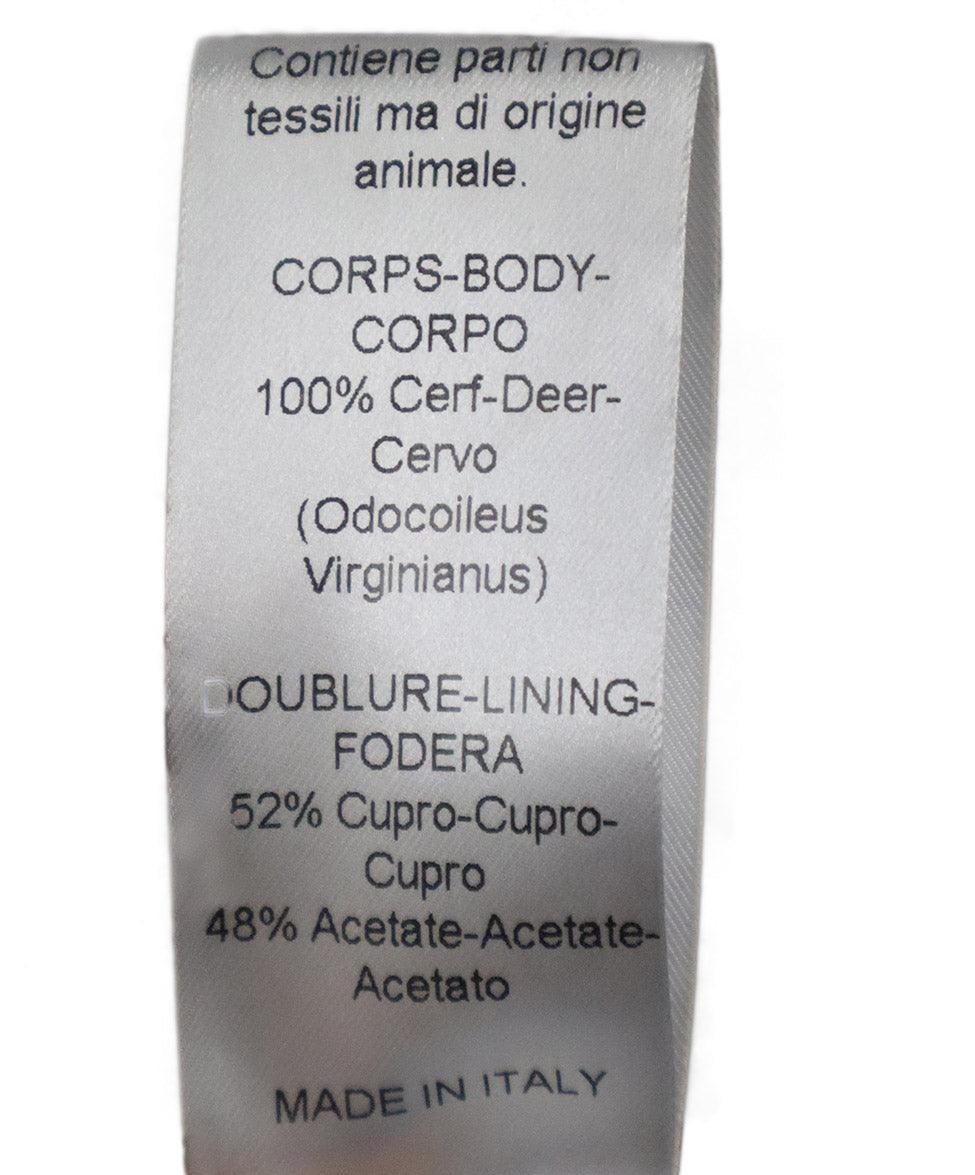 Contiene parti non
tessili ma di origine
animale.
CORPS-BODY-
CORPO
100% Cerf-Deer-
Cervo
(Odocoileus
Virginianus)
DOUBLURE-LINING-
FODERA
52% Cupro-Cupro-
Cupro
48% Acetate-Acetate-
Acetato
MADE IN ITALY